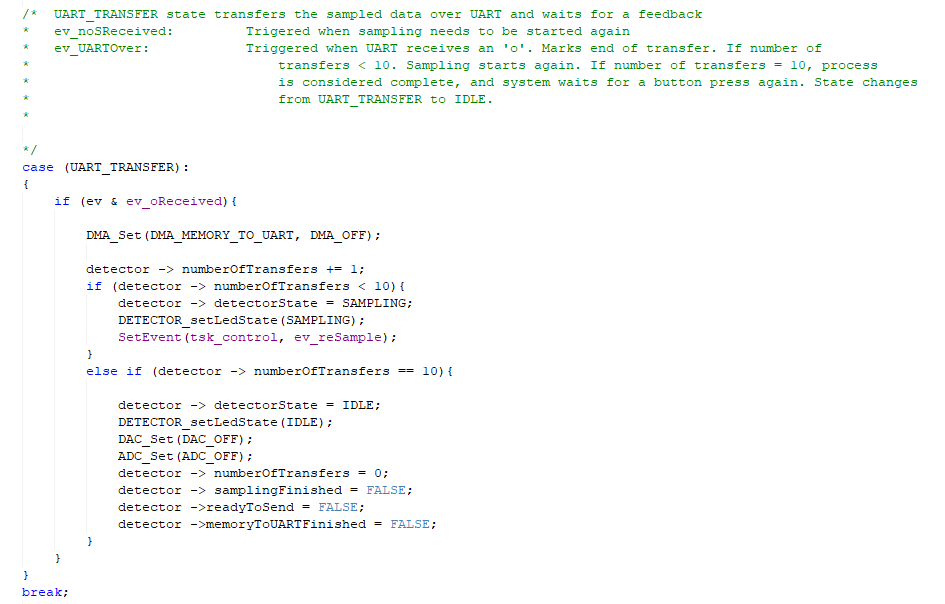 /*  UART_TRANSFER state transfers the sampled data over UART and waits for a feedback
*   ev_noSReceived:         Trigered when sampling needs to be started again
*   ev_UARTOver:            Triggered when UART receives an 'o'. Marks end of transfer. If number of
*                               transfers < 10. Sampling starts again. If number of transfers = 10, process
*                               is considered complete, and system waits for a button press again. State changes
*                               from UART_TRANSFER to IDLE.
*
*/
case (UART_TRANSFER):
{
    if (ev & ev_oReceived){
        DMA_Set(DMA_MEMORY_TO_UART, DMA_OFF);
        detector -> numberOfTransfers += 1;
        if (detector -> numberOfTransfers < 10){
            detector -> detectorState = SAMPLING;
            DETECTOR_setLedState(SAMPLING);
            SetEvent(tsk_control, ev_reSample);
        }
        else if (detector -> numberOfTransfers == 10){
            detector -> detectorState = IDLE;
            DETECTOR_setLedState(IDLE);
            DAC_Set(DAC_OFF);
            ADC_Set(ADC_OFF);
            detector -> numberOfTransfers = 0;
            detector -> samplingFinished = FALSE;
            detector ->readyToSend = FALSE;
            detector ->memoryToUARTFinished = FALSE;
        }
    }
}
break;